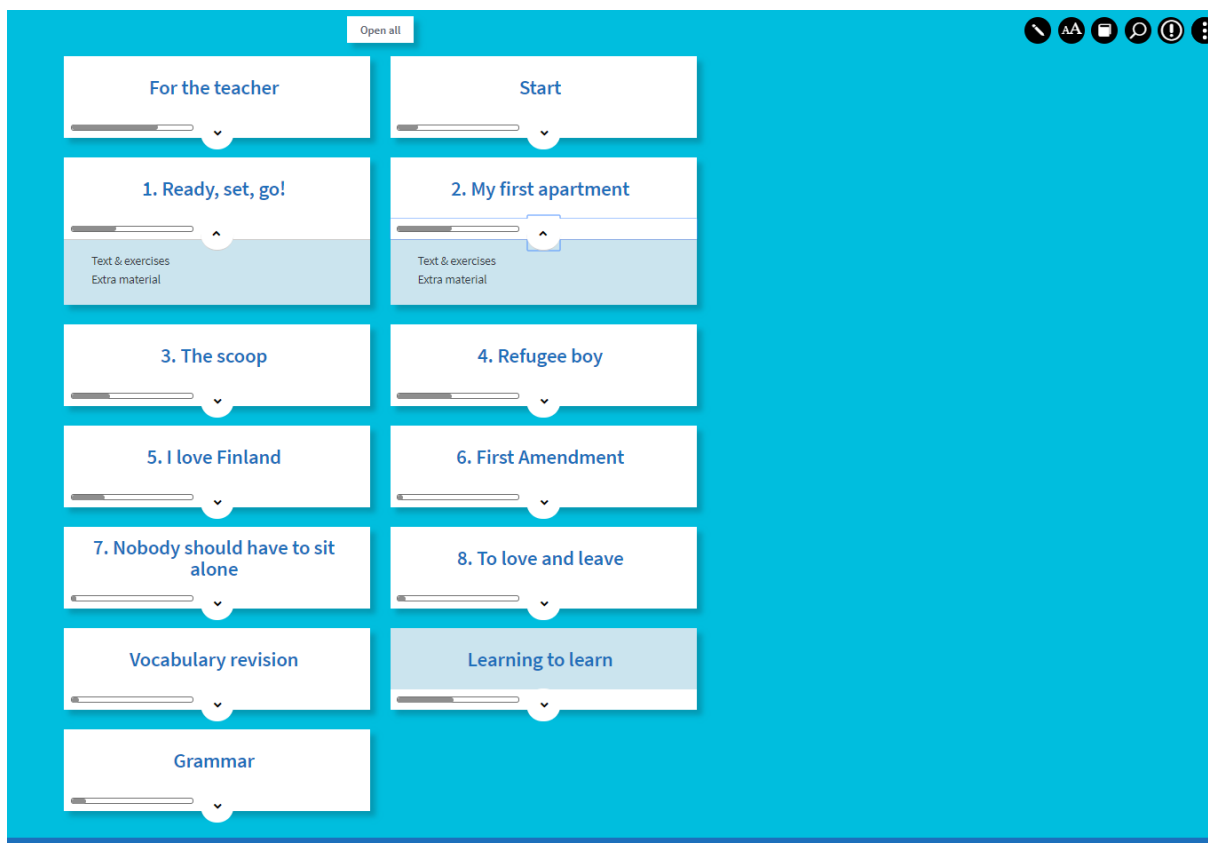 Open all
AA
For the teacher
Start
1. Ready, set, go!
2. My first apartment
Text & exercises
Extra material
Text & exercises
Extra material
3. The scoop
4. Refugee boy
5. I love Finland
6. First Amendment
7. Nobody should have to sit
alone
8. To love and leave
Vocabulary revision
Learning to learn
Grammar